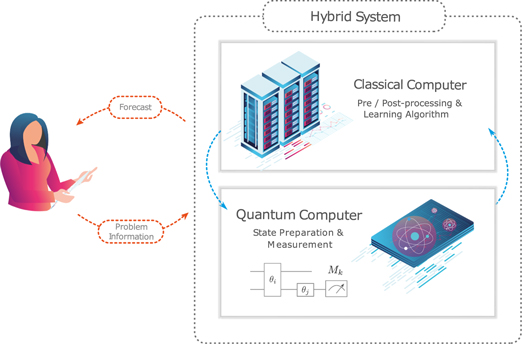 Hybrid System
Classical Computer
Pre / Post-processing &
Learning Algorithm
Forecast
Problem
Information
Quantum Computer
State Preparation &
Measurement
θi
θj
Mk